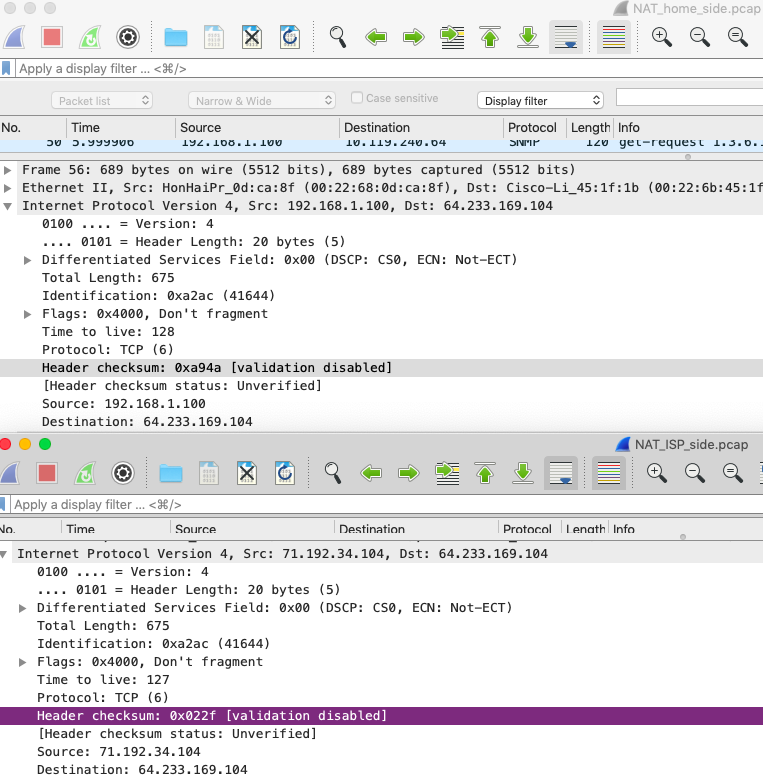 NAT_home_side.pcap
Apply a display filter ... <⌘/>
Packet list Narrow & Wide Case sensitive Display filter
No. Time Source Destination Protocol Length Info
50 5.999906 192.168.1.100 10.119.240.64 SNMP 120 get-request 1.3.6.1
Frame 56: 689 bytes on wire (5512 bits), 689 bytes captured (5512 bits)
Ethernet II, Src: HonHaiPr_0d:ca:8f (00:22:68:0d:ca:8f), Dst: Cisco-Li_45:1f:1b (00:22:6b:45:1f
Internet Protocol Version 4, Src: 192.168.1.100, Dst: 64.233.169.104
0100 .... = Version: 4
.... 0101 = Header Length: 20 bytes (5)
Differentiated Services Field: 0x00 (DSCP: CS0, ECN: Not-ECT)
Total Length: 675
Identification: 0xa2ac (41644)
Flags: 0x4000, Don't fragment
Time to live: 128
Protocol: TCP (6)
Header checksum: 0xa94a [validation disabled]
[Header checksum status: Unverified]
Source: 192.168.1.100
Destination: 64.233.169.104
NAT_ISP_side.pcap
Apply a display filter ... <⌘/>
No. Time Source Destination Protocol Length Info
Internet Protocol Version 4, Src: 71.192.34.104, Dst: 64.233.169.104
0100 .... = Version: 4
.... 0101 = Header Length: 20 bytes (5)
Differentiated Services Field: 0x00 (DSCP: CS0, ECN: Not-ECT)
Total Length: 675
Identification: 0xa2ac (41644)
Flags: 0x4000, Don't fragment
Time to live: 127
Protocol: TCP (6)
Header checksum: 0x022f [validation disabled]
[Header checksum status: Unverified]
Source: 71.192.34.104
Destination: 64.233.169.104